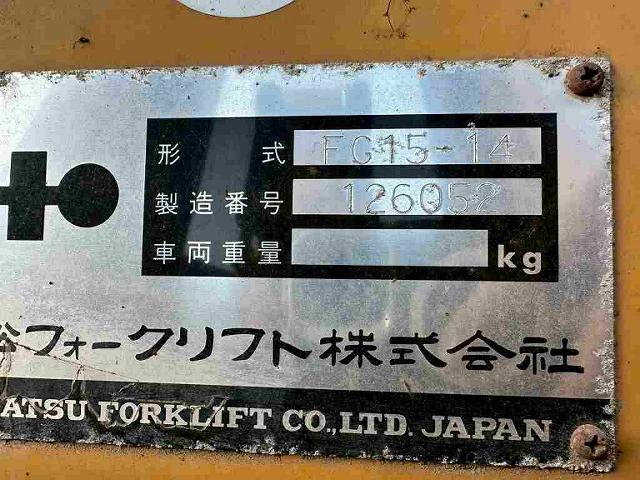 形式 FG15-14
製造番号 126052
車両重量 kg
松フォークリフト株式会社
ATSU FORKLIFT CO.,LTD. JAPAN